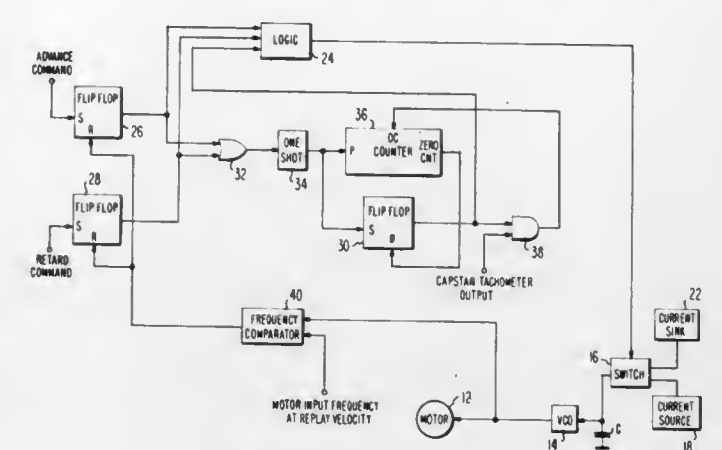 LOGIC
24
ADVANCE
COMMAND
FLIP FLOP
S
R
26
32
ONE
SHOT
34
36
DC
P
COUNTER
ZERO
CNT
28
FLIP FLOP
S
R
RETARD
COMMAND
FLIP FLOP
S
R
30
38
CAPSTAN TACHOMETER
OUTPUT
40
FREQUENCY
COMPARATOR
MOTOR INPUT FREQUENCY
AT REPLAY VELOCITY
12
MOTOR
VCO
14
C
16
SWITCH
22
CURRENT
SINK
CURRENT
SOURCE
18